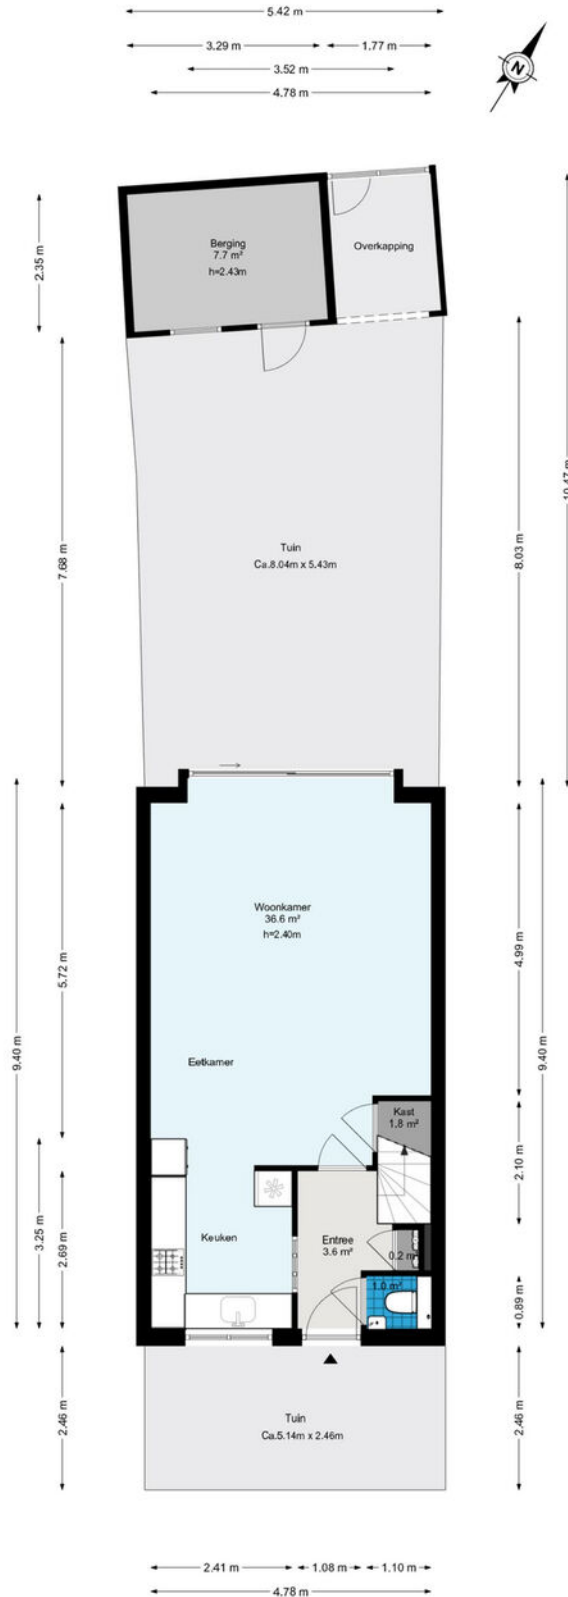 5.42 m
3.29 m
1.77 m
3.52 m
4.78 m
N
2.35 m
Berging
7.7 m²
h=2.43m
Overkapping
10.47 m
7.68 m
Tuin
Ca.8.04m x 5.43m
8.03 m
9.40 m
5.72 m
Woonkamer
36.6 m²
h=2.40m
4.99 m
9.40 m
Eetkamer
Kast
1.8 m²
2.10 m
3.25 m
2.69 m
Keuken
Entree
3.6 m²
0.2 m²
1.0 m²
0.89 m
2.46 m
Tuin
Ca.5.14m x 2.46m
2.46 m
2.41 m
1.08 m
1.10 m
4.78 m